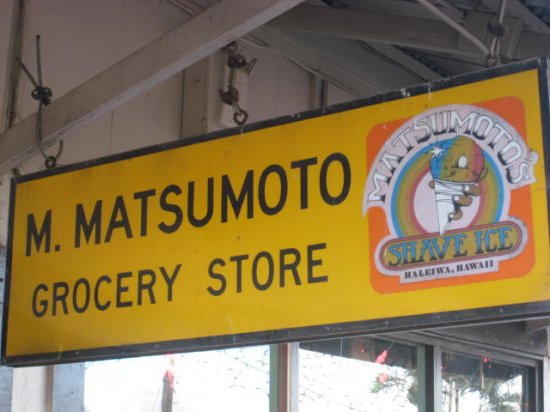 M. MATSUMOTO
GROCERY STORE
MATSUMOTO'S
SHAVE ICE
HALEIWA, HAWAII